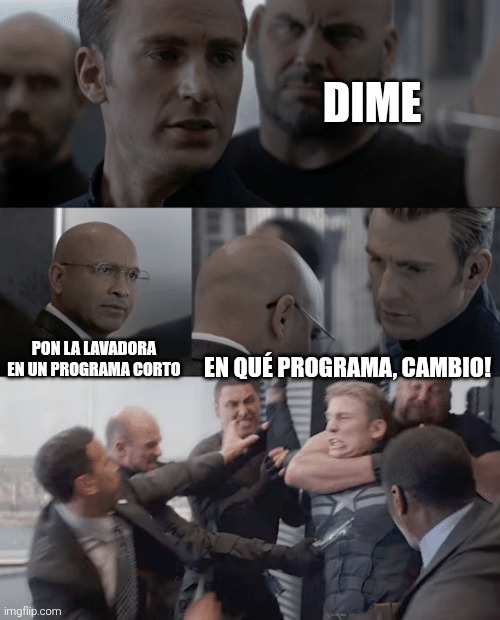 DIME
PON LA LAVADORA
EN UN PROGRAMA CORTO
EN QUÉ PROGRAMA, CAMBIO!
imgflip.com